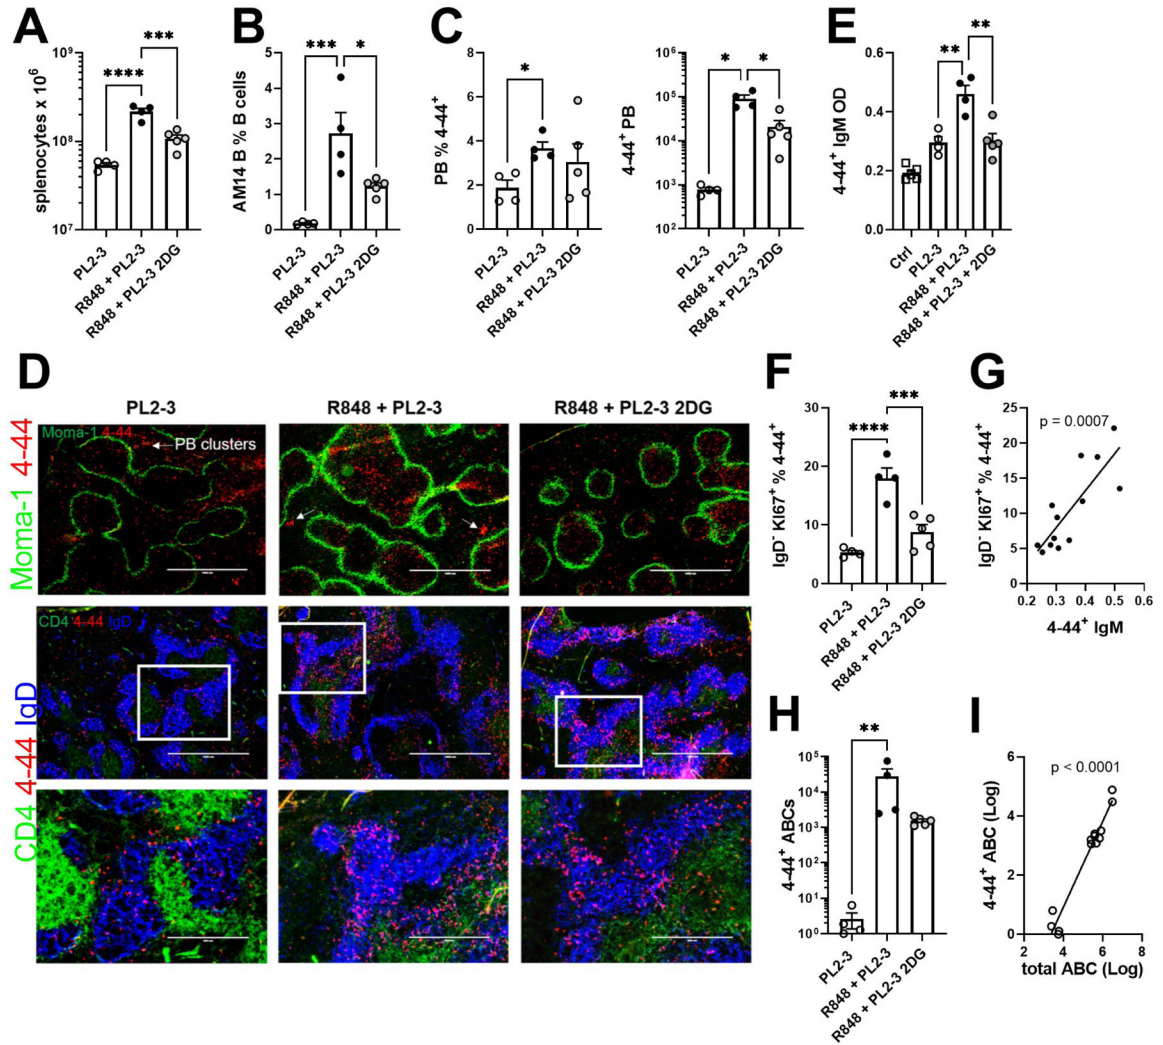 A
splenocytes x 10⁶
10⁹
10⁸
10⁷
****
***
PL2-3
R848 + PL2-3
R848 + PL2-3 2DG
B
AM14 B % B cells
5
4
3
2
1
0
***
*
PL2-3
R848 + PL2-3
R848 + PL2-3 2DG
C
PB % 4-44⁺
8
6
4
2
0
*
PL2-3
R848 + PL2-3
R848 + PL2-3 2DG
4-44⁺ PB
10⁶
10⁵
10⁴
10³
10²
*
*
PL2-3
R848 + PL2-3
R848 + PL2-3 2DG
E
4-44⁺ IgM OD
0.6
0.4
0.2
0.0
**
**
Ctrl
PL2-3
R848 + PL2-3
R848 + PL2-3 + 2DG
D
PL2-3
R848 + PL2-3
R848 + PL2-3 2DG
Moma-1 4-44
Moma-1 4-44
PB clusters
CD4 4-44 IgD
CD4 4-44 IgD
F
IgD⁻ KI67⁺ % 4-44⁺
30
20
10
0
****
***
PL2-3
R848 + PL2-3
R848 + PL2-3 2DG
G
IgD⁻ KI67⁺ % 4-44⁺
25
20
15
10
5
0
p = 0.0007
0.2 0.3 0.4 0.5 0.6
4-44⁺ IgM
H
4-44⁺ ABCs
10⁵
10⁴
10³
10²
10¹
10⁰
**
PL2-3
R848 + PL2-3
R848 + PL2-3 2DG
I
4-44⁺ ABC (Log)
6
4
2
0
p < 0.0001
2 4 6 8
total ABC (Log)